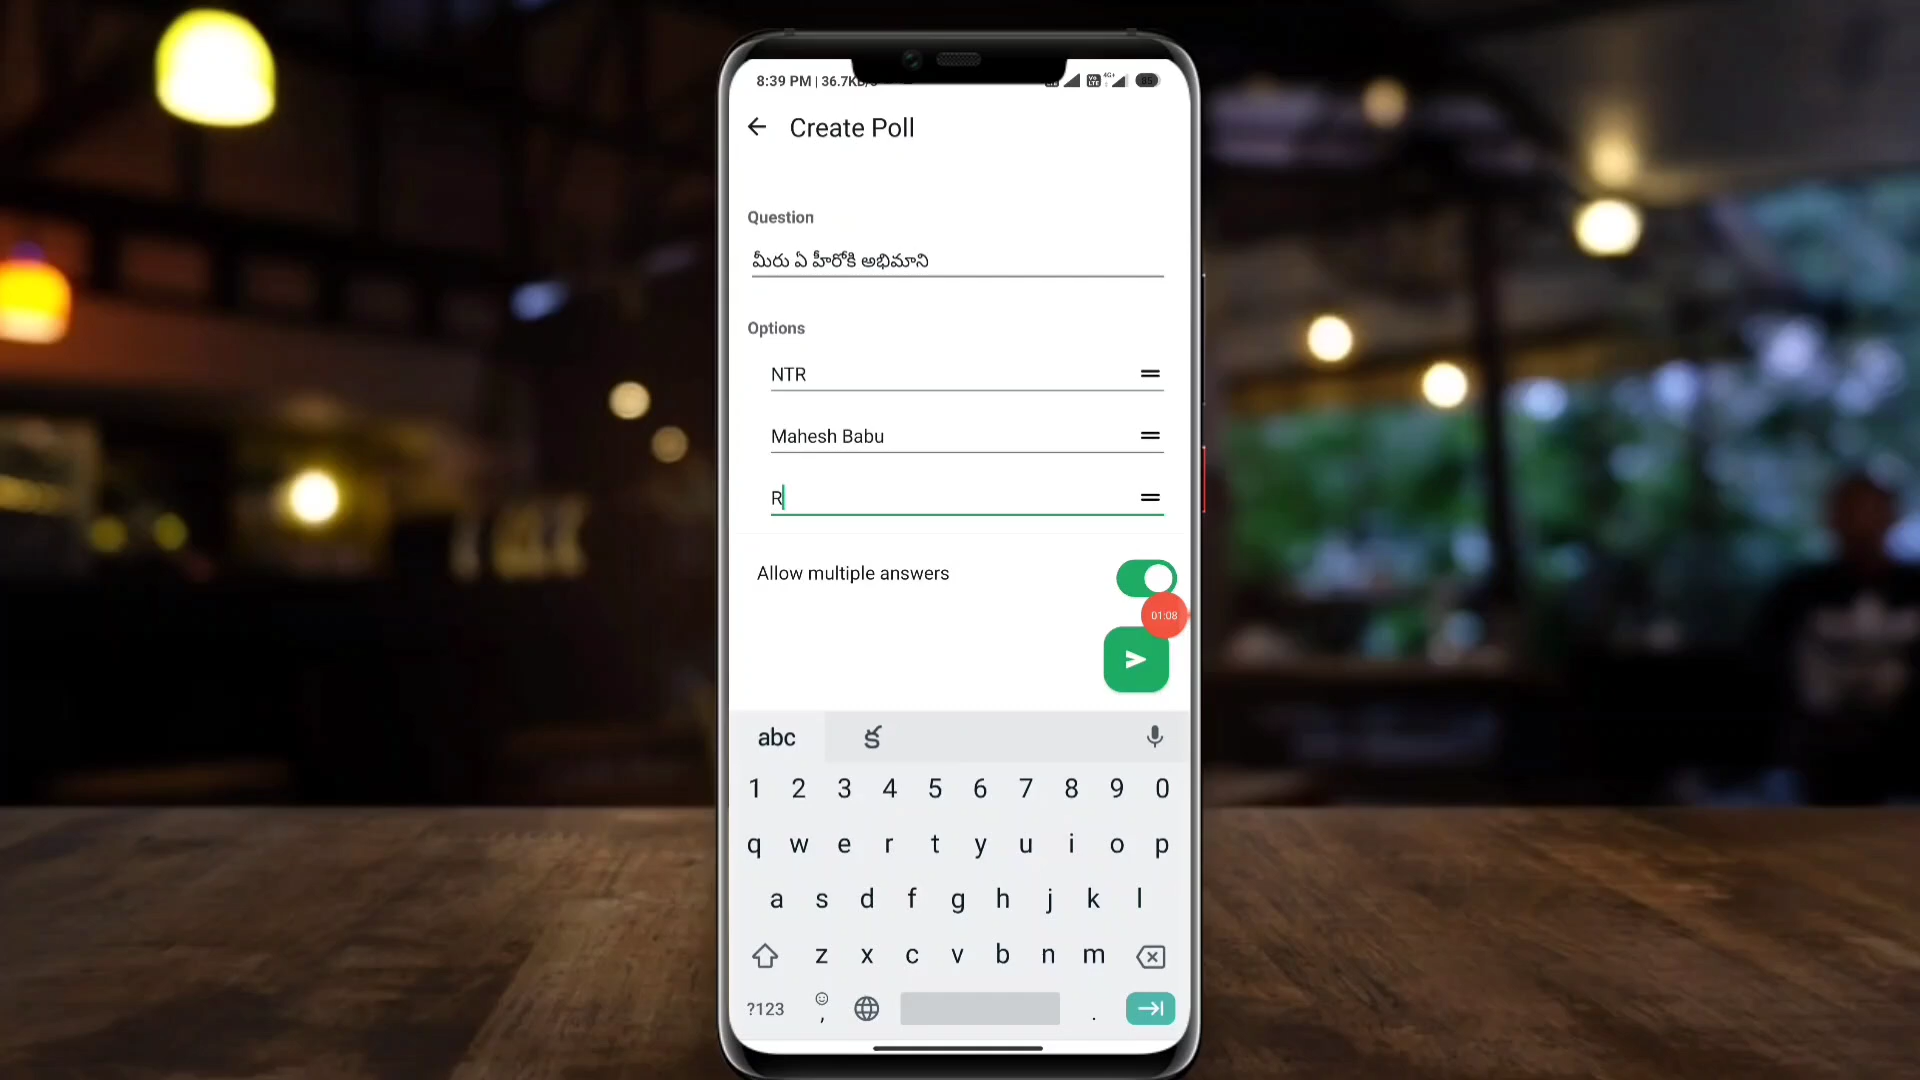 8:39 PM | 36.7KB/s
Create Poll
Question
మీరు ఏ హీరోకి అభిమాని
Options
NTR
Mahesh Babu
R
Allow multiple answers
01:08
abc క
1 2 3 4 5 6 7 8 9 0
q w e r t y u i o p
a s d f g h j k l
z x c v b n m
?123 , .